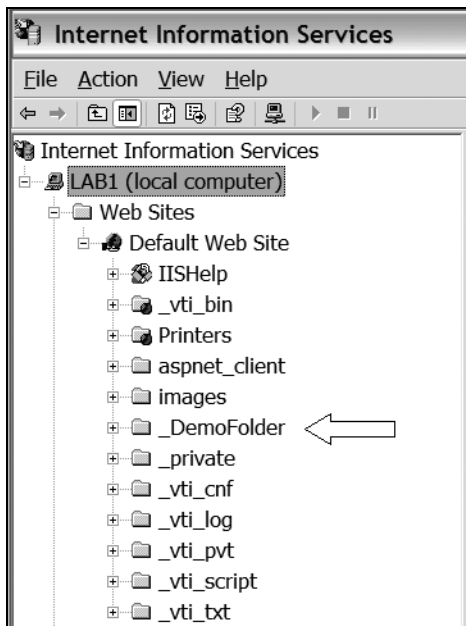 Internet Information Services
File Action View Help
Internet Information Services
LAB1 (local computer)
Web Sites
Default Web Site
IISHelp
_vti_bin
Printers
aspnet_client
images
_DemoFolder
_private
_vti_cnf
_vti_log
_vti_pvt
_vti_script
_vti_txt